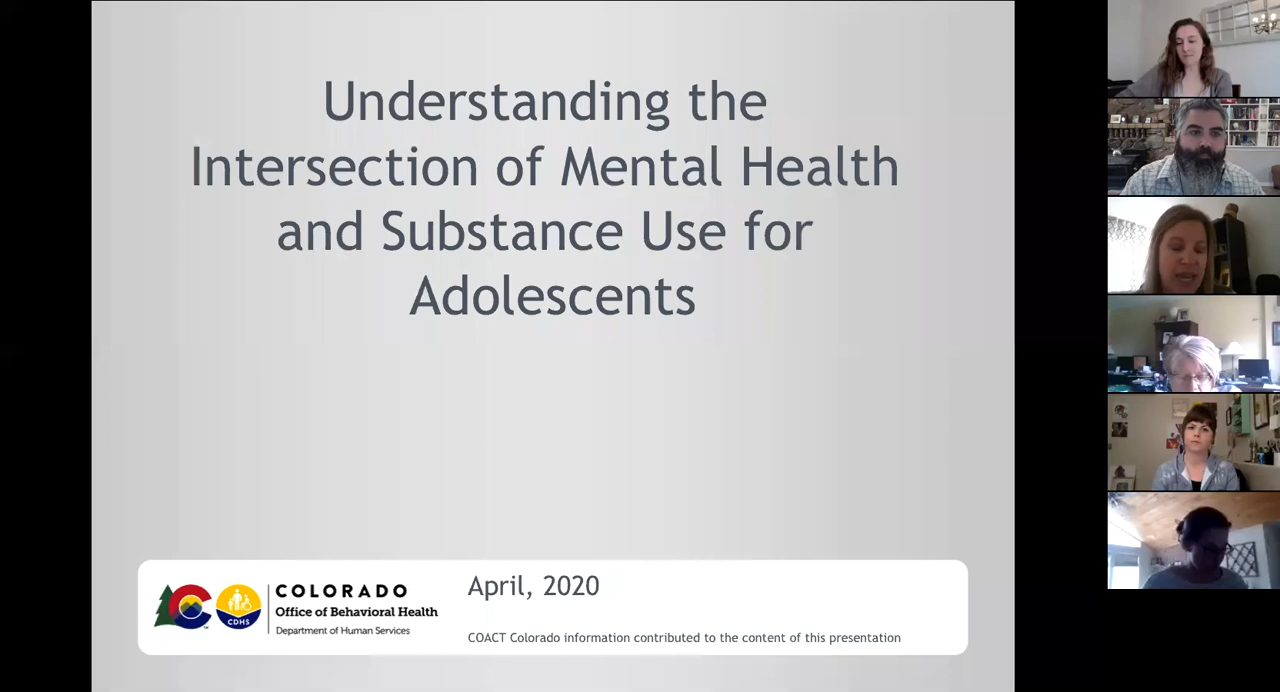 Understanding the
Intersection of Mental Health
and Substance Use for
Adolescents
COLORADO
Office of Behavioral Health
Department of Human Services
CDHS
April, 2020
COACT Colorado information contributed to the content of this presentation